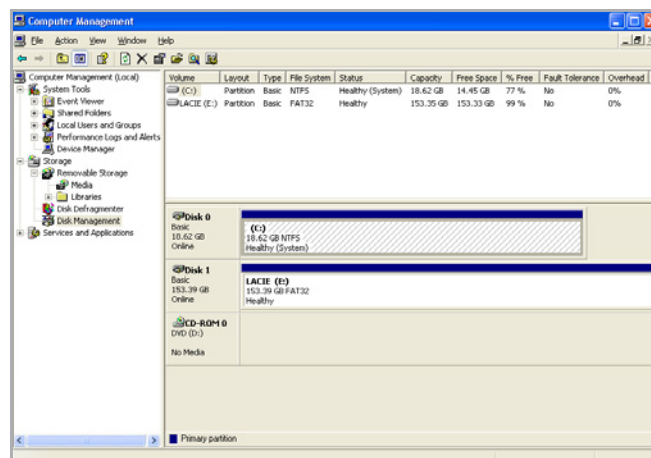 Computer Management
File Action View Window Help
Computer Management (Local)
System Tools
Event Viewer
Shared Folders
Local Users and Groups
Performance Logs and Alerts
Device Manager
Storage
Removable Storage
Media
Libraries
Disk Defragmenter
Disk Management
Services and Applications
Volume Layout Type File System Status Capacity Free Space % Free Fault Tolerance Overhead
(C:) Partition Basic NTFS Healthy (System) 18.62 GB 14.45 GB 77 % No 0%
LACIE (E:) Partition Basic FAT32 Healthy 153.35 GB 153.33 GB 99 % No 0%
Disk 0
Basic
18.62 GB
Online
(C:)
18.62 GB NTFS
Healthy (System)
Disk 1
Basic
153.39 GB
Online
LACIE (E:)
153.39 GB FAT32
Healthy
CD-ROM 0
DVD (D:)
No Media
Primary partition